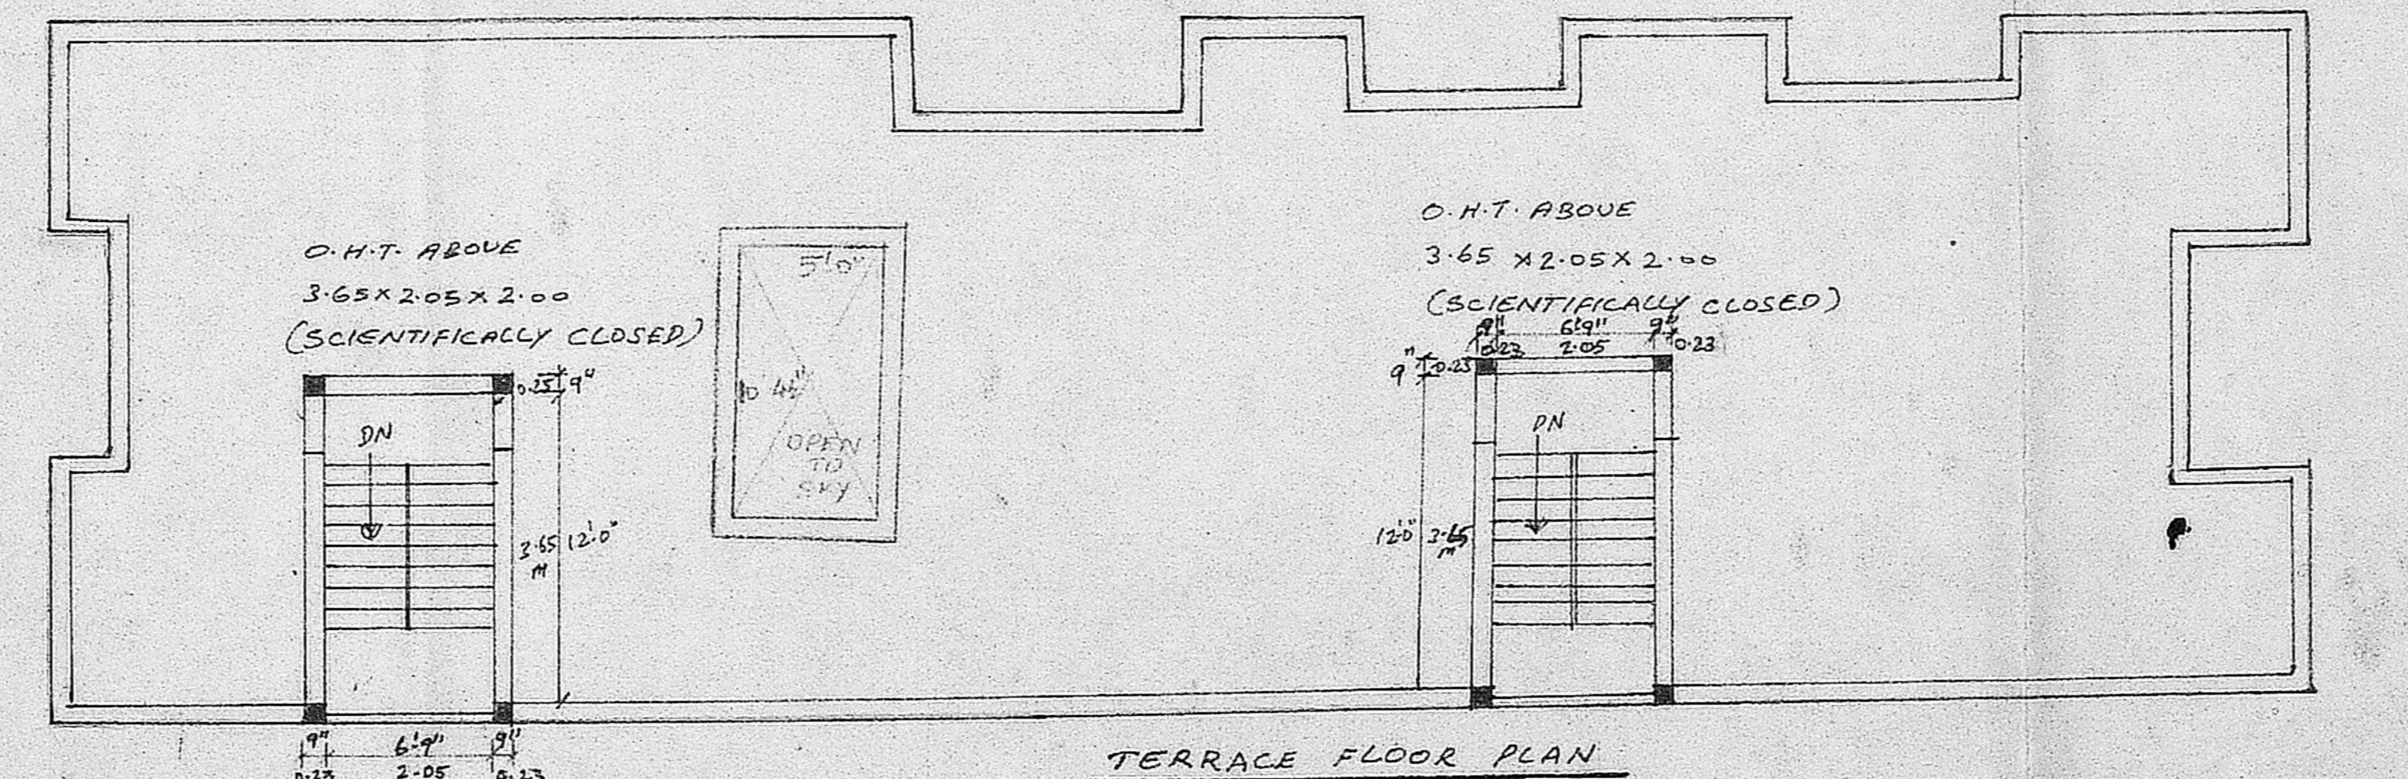 O.H.T. ABOVE
3.65 x 2.05 x 2.00
(SCIENTIFICALLY CLOSED)
0.23 9"
DN
3.65 12'0"
M
9" 6'9" 9"
0.23 2.05 0.23
5'0"
OPEN
TO
SKY
O.H.T. ABOVE
3.65 x 2.05 x 2.00
(SCIENTIFICALLY CLOSED)
9" 6'9" 9"
0.23 2.05 0.23
9" 0.23
DN
12'0" 3.65
M
TERRACE FLOOR PLAN